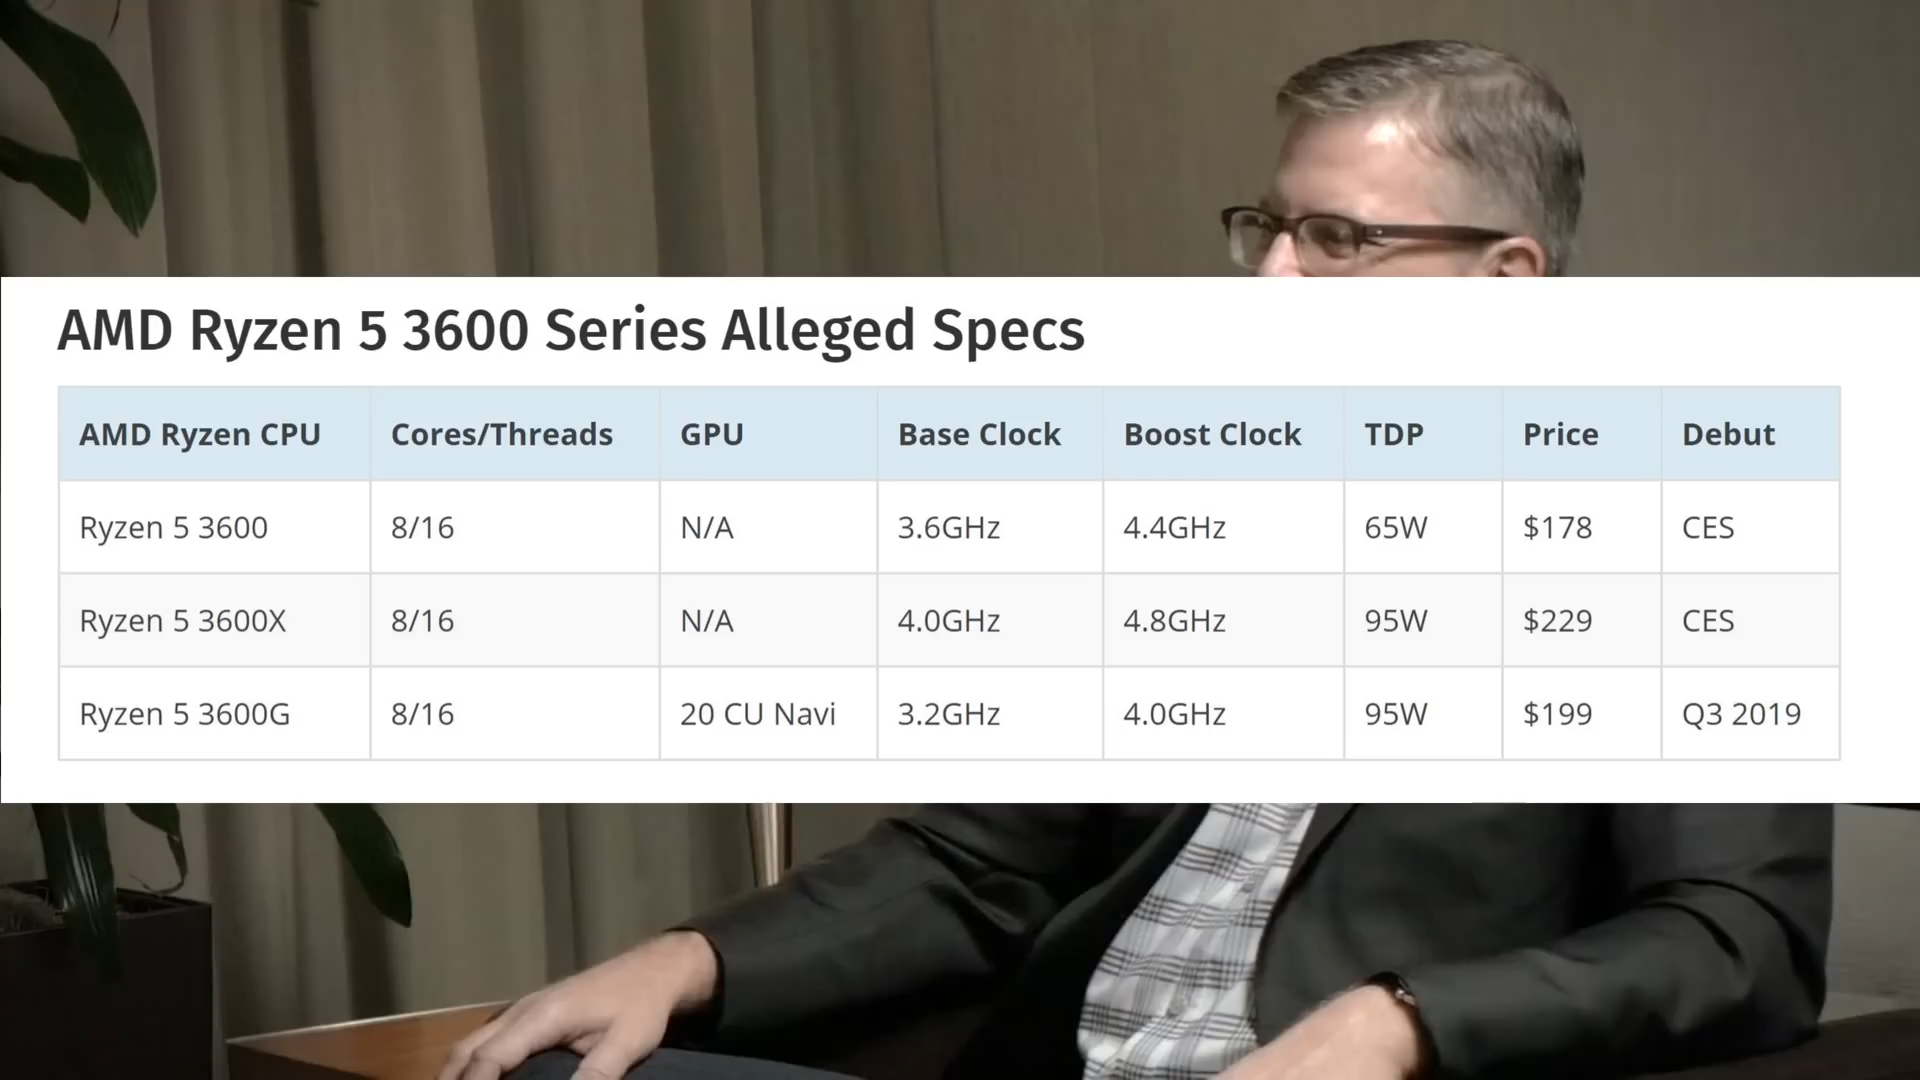 AMD Ryzen 5 3600 Series Alleged Specs
AMD Ryzen CPU Cores/Threads GPU Base Clock Boost Clock TDP Price Debut
Ryzen 5 3600 8/16 N/A 3.6GHz 4.4GHz 65W $178 CES
Ryzen 5 3600X 8/16 N/A 4.0GHz 4.8GHz 95W $229 CES
Ryzen 5 3600G 8/16 20 CU Navi 3.2GHz 4.0GHz 95W $199 Q3 2019